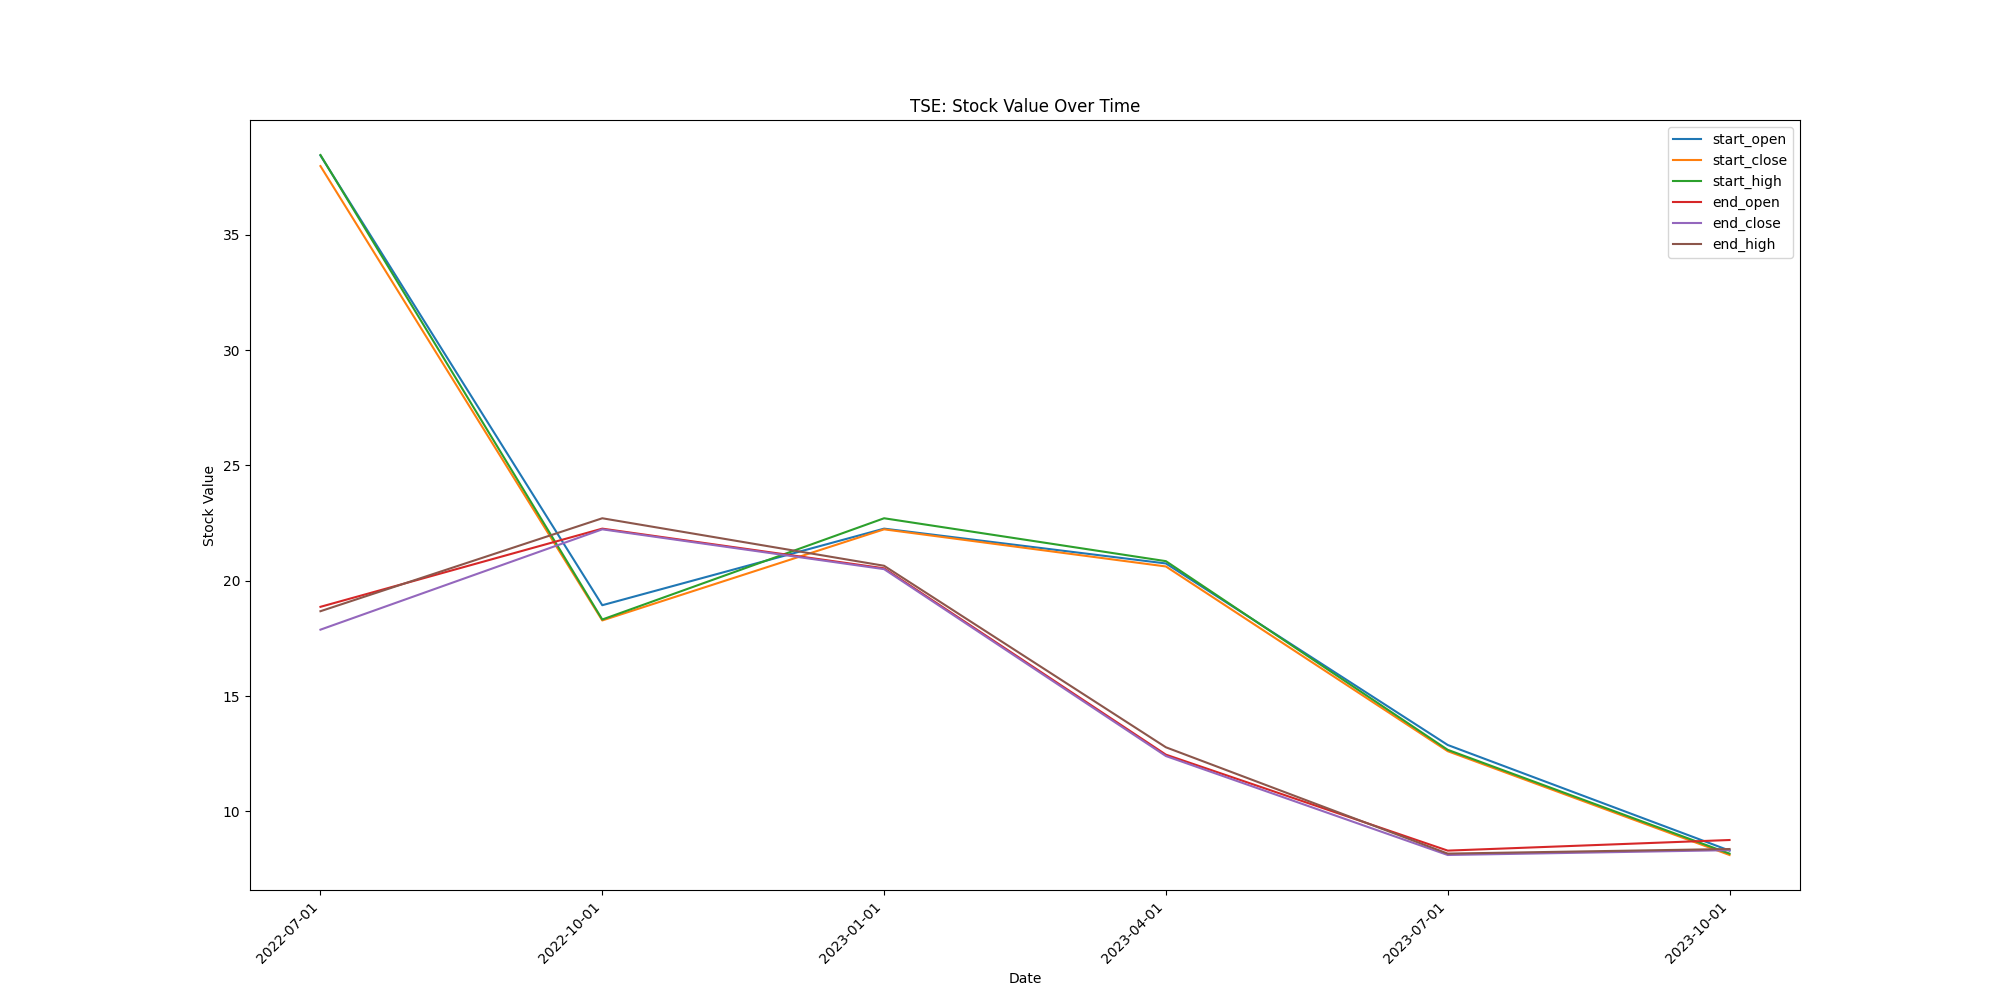 TSE: Stock Value Over Time
start_open
start_close
start_high
end_open
end_close
end_high
Stock Value
35
30
25
20
15
10
2022-07-01
2022-10-01
2023-01-01
2023-04-01
2023-07-01
2023-10-01
Date